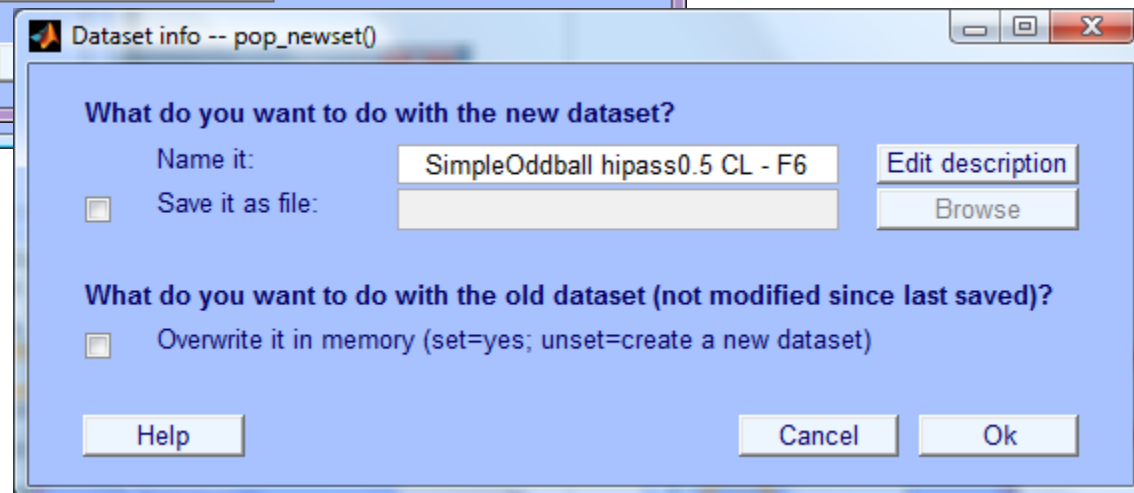 Dataset info -- pop_newset()
What do you want to do with the new dataset?
Name it: SimpleOddball hipass0.5 CL - F6 Edit description
Save it as file: Browse
What do you want to do with the old dataset (not modified since last saved)?
Overwrite it in memory (set=yes; unset=create a new dataset)
Help Cancel Ok